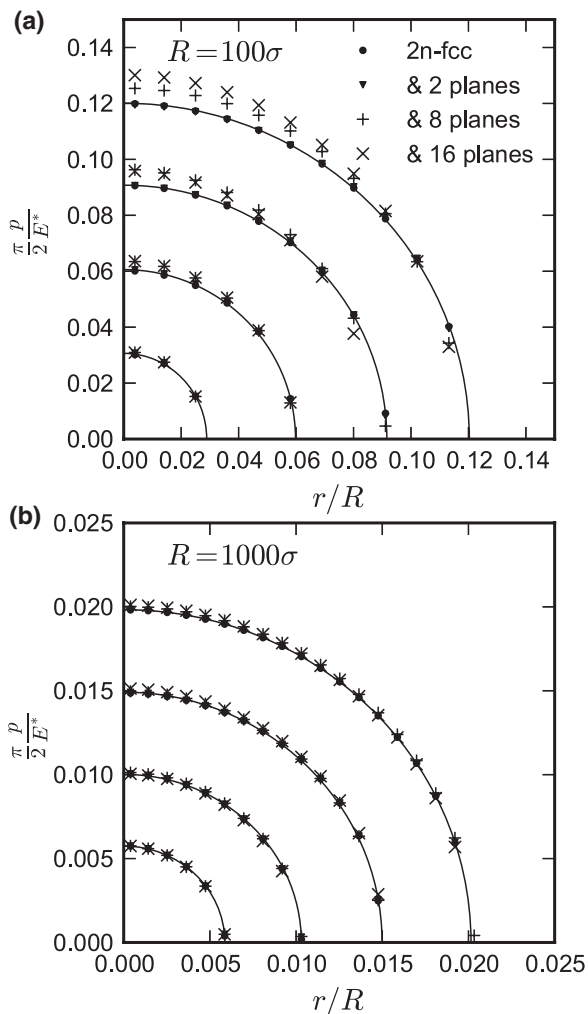 (a)
R = 100σ
2n-fcc
& 2 planes
& 8 planes
& 16 planes
0.14
0.12
0.10
0.08
0.06
0.04
0.02
0.00
π/2 p/E*
0.00 0.02 0.04 0.06 0.08 0.10 0.12 0.14
r/R
(b)
R = 1000σ
0.025
0.020
0.015
0.010
0.005
0.000
π/2 p/E*
0.000 0.005 0.010 0.015 0.020 0.025
r/R